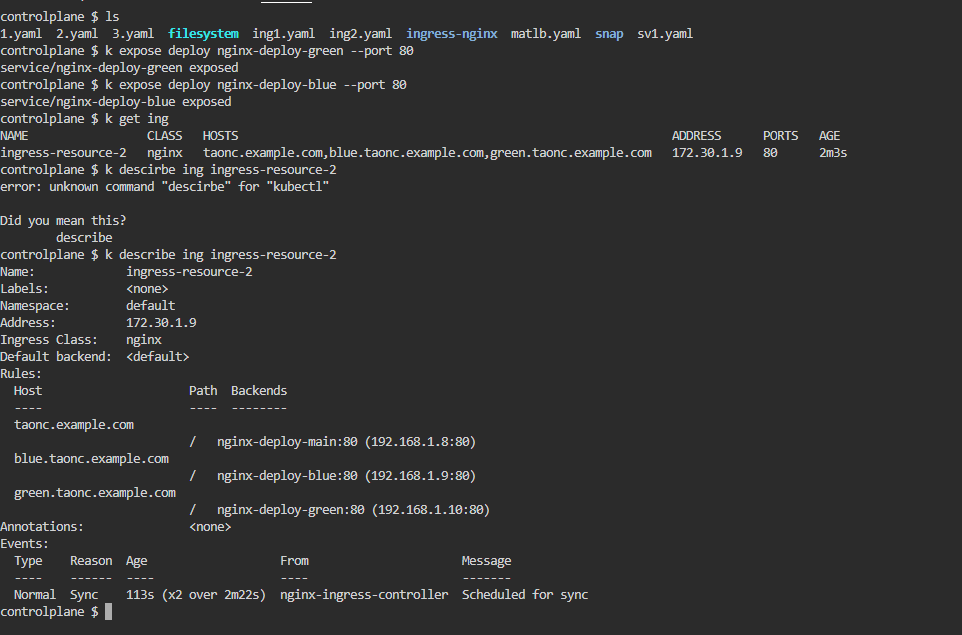 controlplane $ ls
1.yaml  2.yaml  3.yaml  filesystem  ing1.yaml  ing2.yaml  ingress-nginx  matlb.yaml  snap  sv1.yaml
controlplane $ k expose deploy nginx-deploy-green --port 80
service/nginx-deploy-green exposed
controlplane $ k expose deploy nginx-deploy-blue --port 80
service/nginx-deploy-blue exposed
controlplane $ k get ing
NAME                 CLASS   HOSTS                                                              ADDRESS      PORTS   AGE
ingress-resource-2   nginx   taonc.example.com,blue.taonc.example.com,green.taonc.example.com   172.30.1.9   80      2m3s
controlplane $ k descirbe ing ingress-resource-2
error: unknown command "descirbe" for "kubectl"
Did you mean this?
        describe
controlplane $ k describe ing ingress-resource-2
Name:             ingress-resource-2
Labels:           <none>
Namespace:        default
Address:          172.30.1.9
Ingress Class:    nginx
Default backend:  <default>
Rules:
  Host                     Path  Backends
  ----                     ----  --------
  taonc.example.com
                           /   nginx-deploy-main:80 (192.168.1.8:80)
  blue.taonc.example.com
                           /   nginx-deploy-blue:80 (192.168.1.9:80)
  green.taonc.example.com
                           /   nginx-deploy-green:80 (192.168.1.10:80)
Annotations:               <none>
Events:
  Type    Reason  Age                   From                      Message
  ----    ------  ----                  ----                      -------
  Normal  Sync    113s (x2 over 2m22s)  nginx-ingress-controller  Scheduled for sync
controlplane $